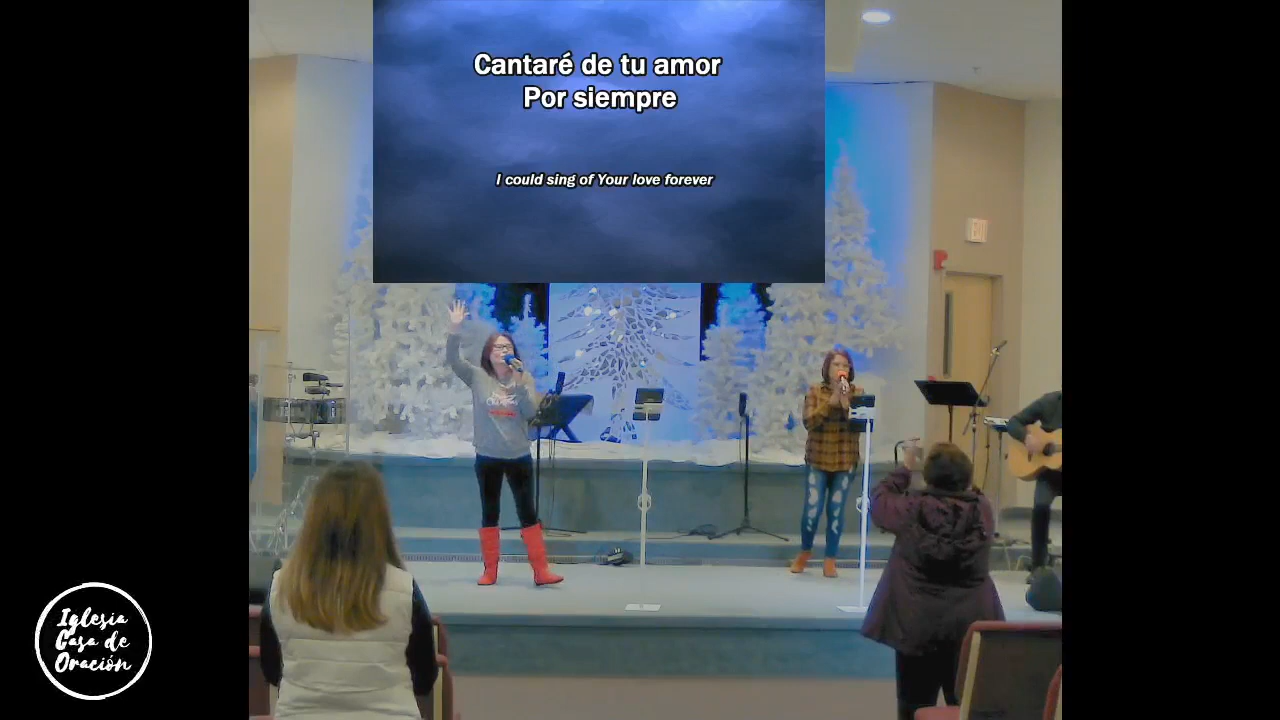 Cantaré de tu amor
Por siempre
I could sing of Your love forever
Iglesia
Casa de
Oración